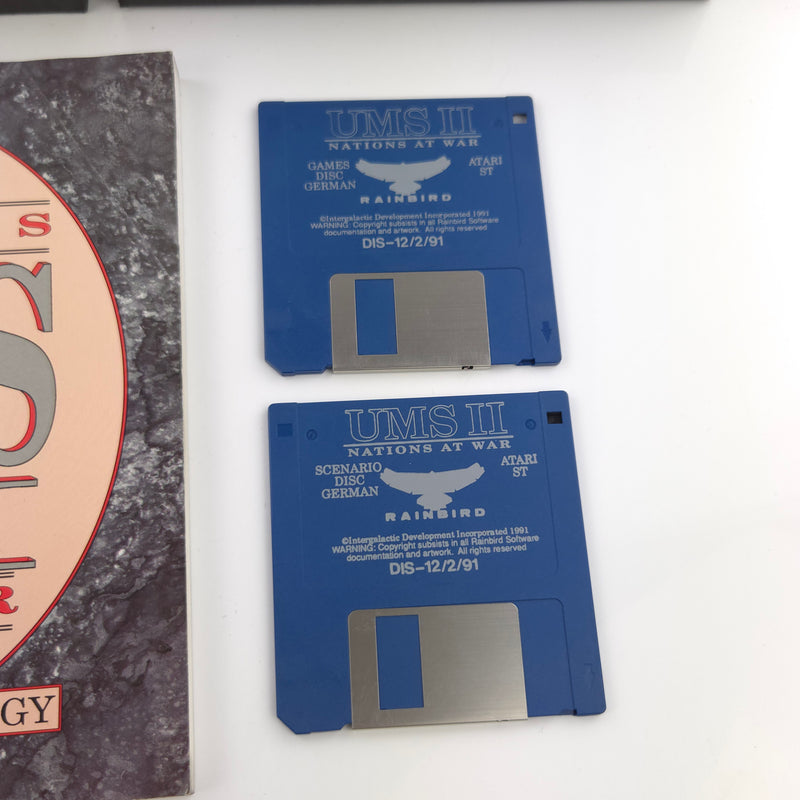 S
S
R
GY
UMS II
NATIONS AT WAR
GAMES
DISC
GERMAN
ATARI
ST
RAINBIRD
©Intergalactic Development Incorporated 1991
WARNING: Copyright subsists in all Rainbird Software
documentation and artwork. All rights reserved
DIS-12/2/91
UMS II
NATIONS AT WAR
SCENARIO
DISC
GERMAN
ATARI
ST
RAINBIRD
©Intergalactic Development Incorporated 1991
WARNING: Copyright subsists in all Rainbird Software
documentation and artwork. All rights reserved
DIS-12/2/91